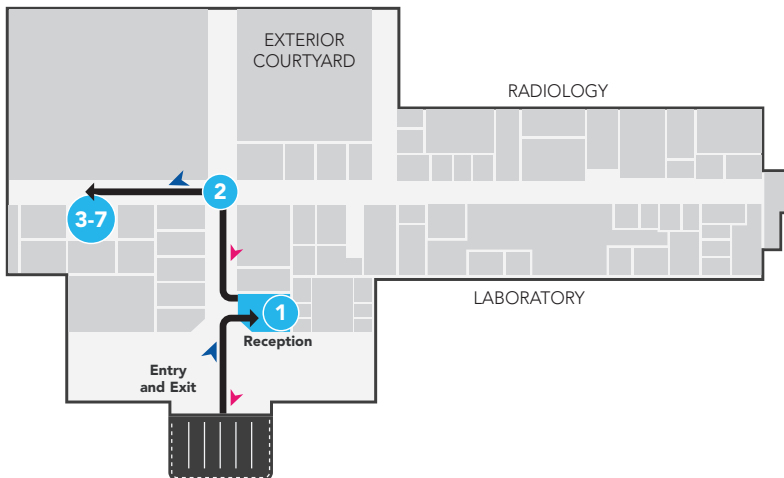 EXTERIOR
COURTYARD
RADIOLOGY
2
3-7
1
Reception
LABORATORY
Entry
and Exit